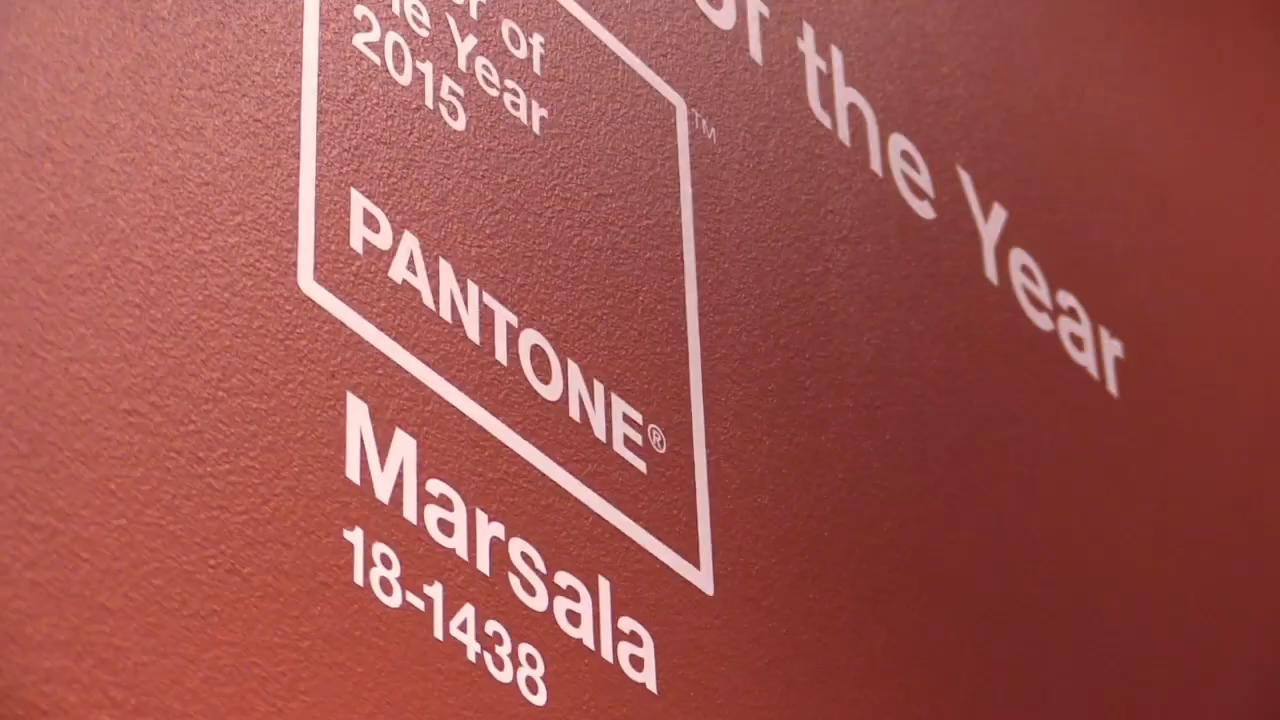 of
Year
2015
PANTONE®
Marsala
18-1438
™
the Year